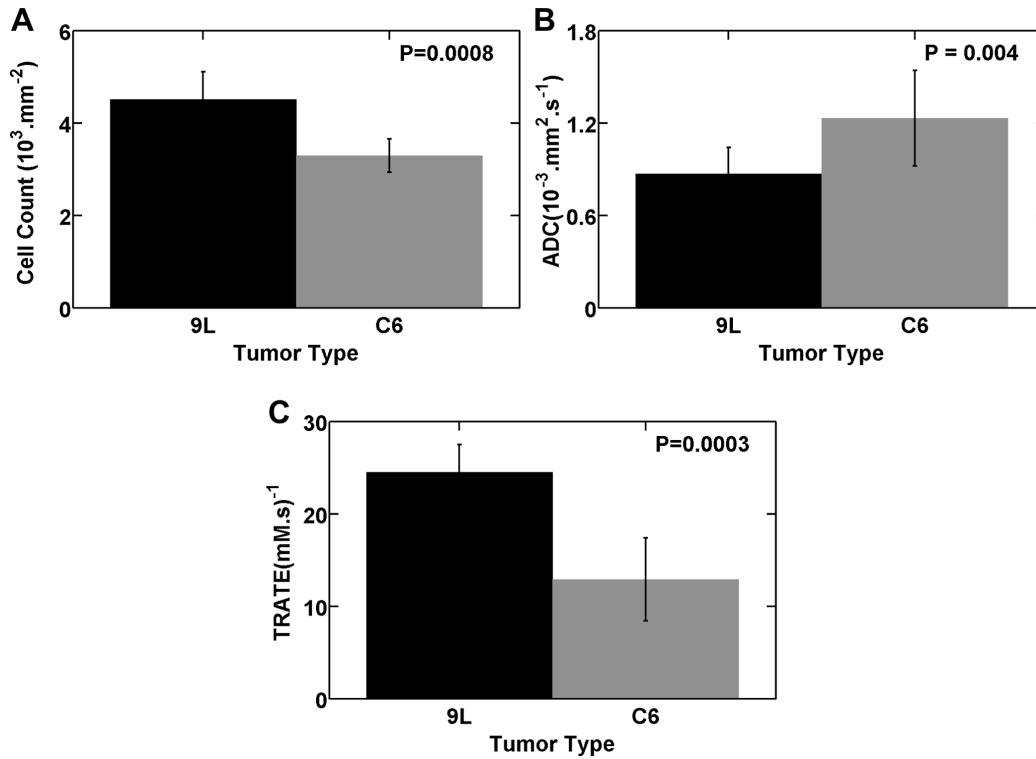 A
6
P=0.0008
4
2
0
Cell Count (10³.mm⁻²)
9L C6
Tumor Type
B
1.8
P = 0.004
1.2
0.6
0
ADC(10⁻³.mm².s⁻¹)
9L C6
Tumor Type
C
30
P=0.0003
20
10
0
TRATE(mM.s)⁻¹
9L C6
Tumor Type